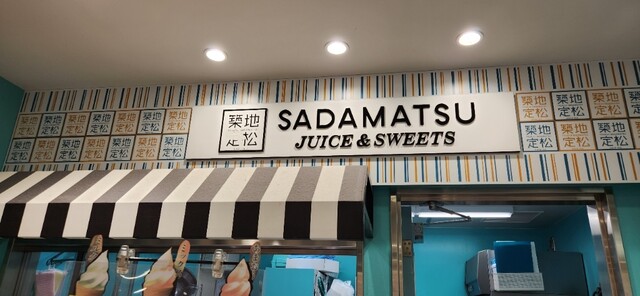 築地
定松
SADAMATSU
JUICE & SWEETS